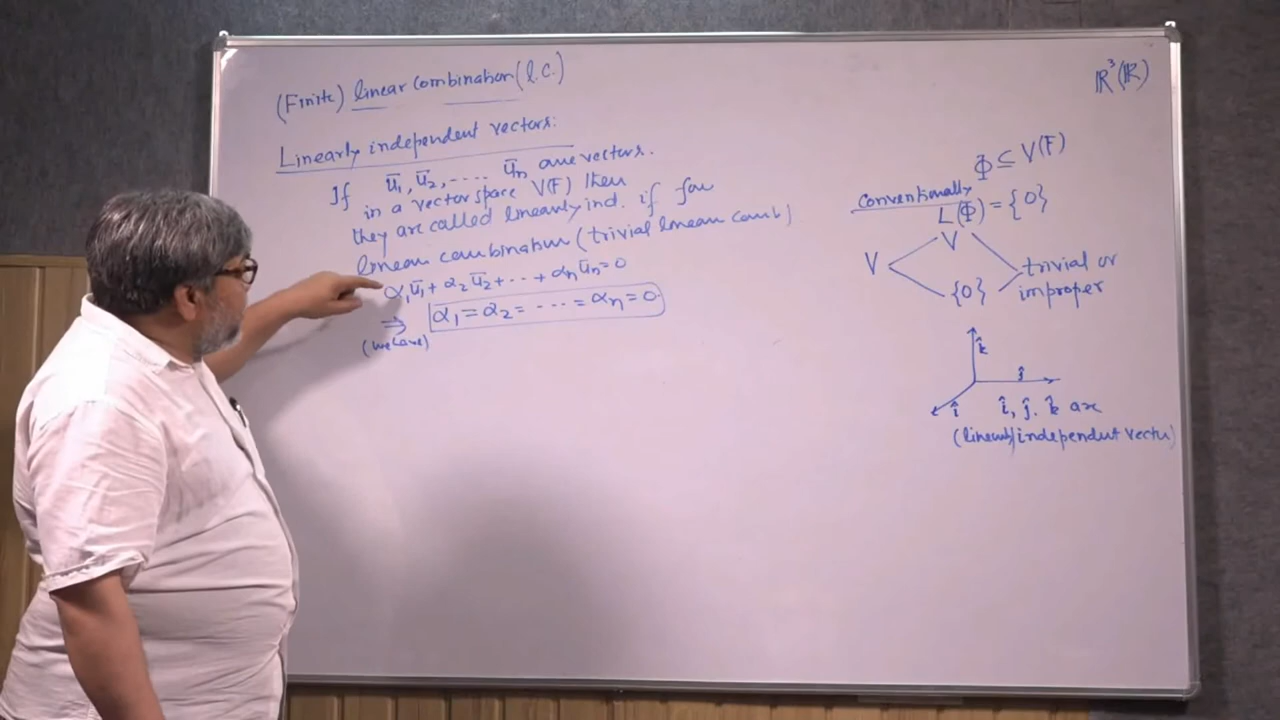 (Finite) linear combination (l.c.)
Linearly independent vectors:
If ū₁, ū₂, .... ūₙ are vectors.
in a vector space V(F) then
they are called linearly ind. if for
linear combination (trivial linear comb)
α₁ū₁ + α₂ū₂ + ... + αₙūₙ = 0
⇒ α₁ = α₂ = ... = αₙ = 0.
(we have)
ℝ³(ℝ)
Φ ⊆ V(F)
Conventionally
L(Φ) = {0}
V
V
{0}
trivial or
improper
k̂
ĵ
î
î, ĵ, k̂ are
(linearly independent vector